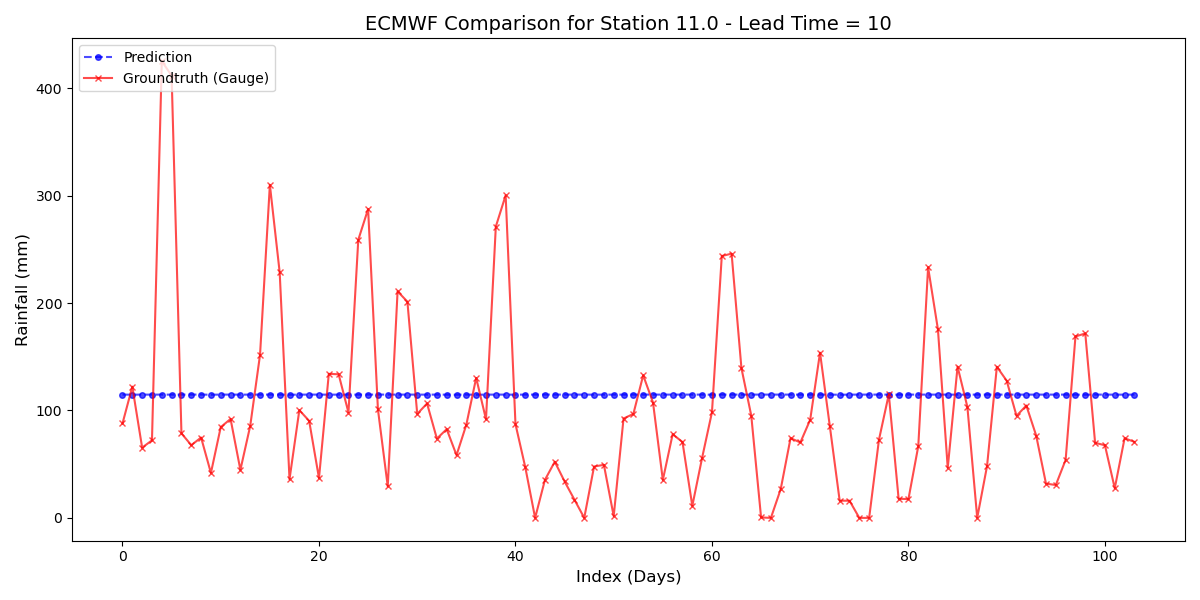 ECMWF Comparison for Station 11.0 - Lead Time = 10
Prediction
Groundtruth (Gauge)
Rainfall (mm)
400
300
200
100
0
0 20 40 60 80 100
Index (Days)